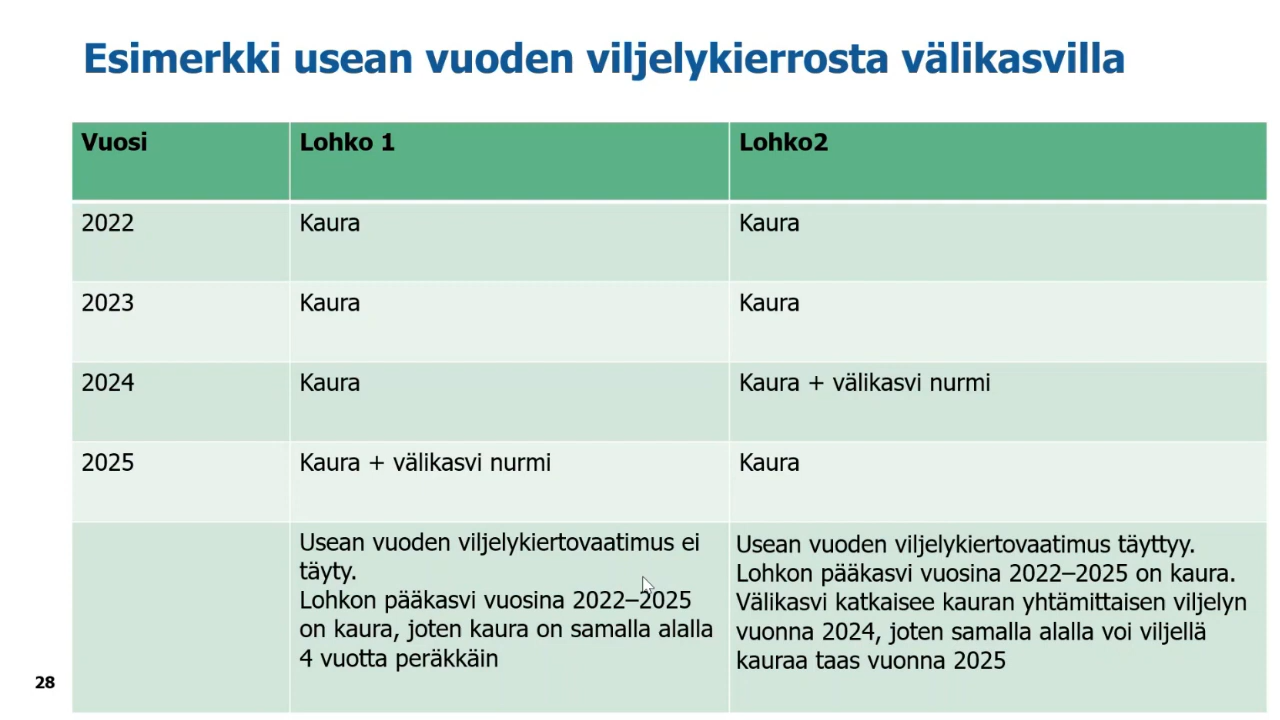 Esimerkki usean vuoden viljelykierrosta välikasvilla
Vuosi Lohko 1 Lohko2
2022 Kaura Kaura
2023 Kaura Kaura
2024 Kaura Kaura + välikasvi nurmi
2025 Kaura + välikasvi nurmi Kaura
Usean vuoden viljelykiertovaatimus ei
täyty.
Lohkon pääkasvi vuosina 2022–2025
on kaura, joten kaura on samalla alalla
4 vuotta peräkkäin
Usean vuoden viljelykiertovaatimus täyttyy.
Lohkon pääkasvi vuosina 2022–2025 on kaura.
Välikasvi katkaisee kauran yhtämittaisen viljelyn
vuonna 2024, joten samalla alalla voi viljellä
kauraa taas vuonna 2025
28